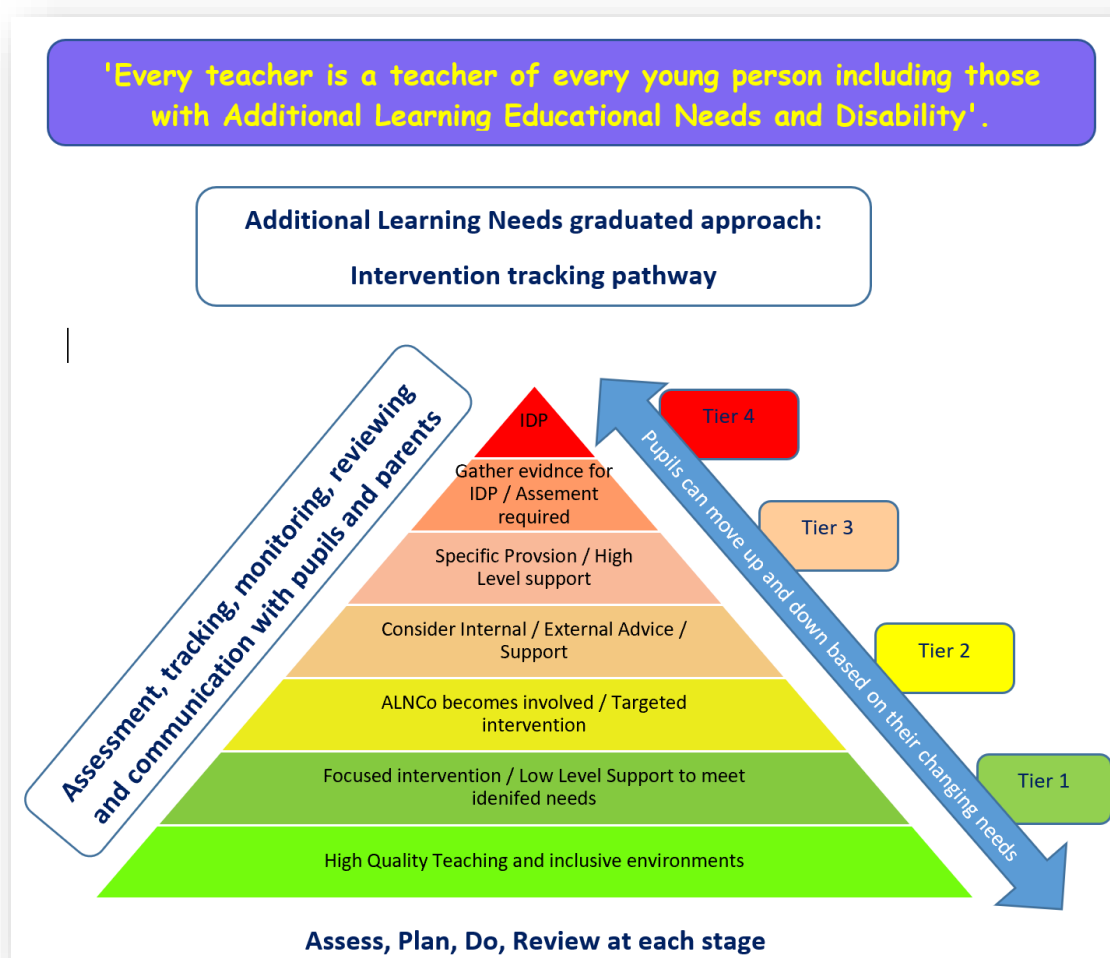 'Every teacher is a teacher of every young person including those
with Additional Learning Educational Needs and Disability'.
Additional Learning Needs graduated approach:
Intervention tracking pathway
Assessment, tracking, monitoring, reviewing
and communication with pupils and parents
IDP
Gather evidnce for
IDP / Assement
required
Specific Provsion / High
Level support
Consider Internal / External Advice /
Support
ALNCo becomes involved / Targeted
intervention
Focused intervention / Low Level Support to meet
idenifed needs
High Quality Teaching and inclusive environments
Pupils can move up and down based on their changing needs
Tier 4
Tier 3
Tier 2
Tier 1
Assess, Plan, Do, Review at each stage